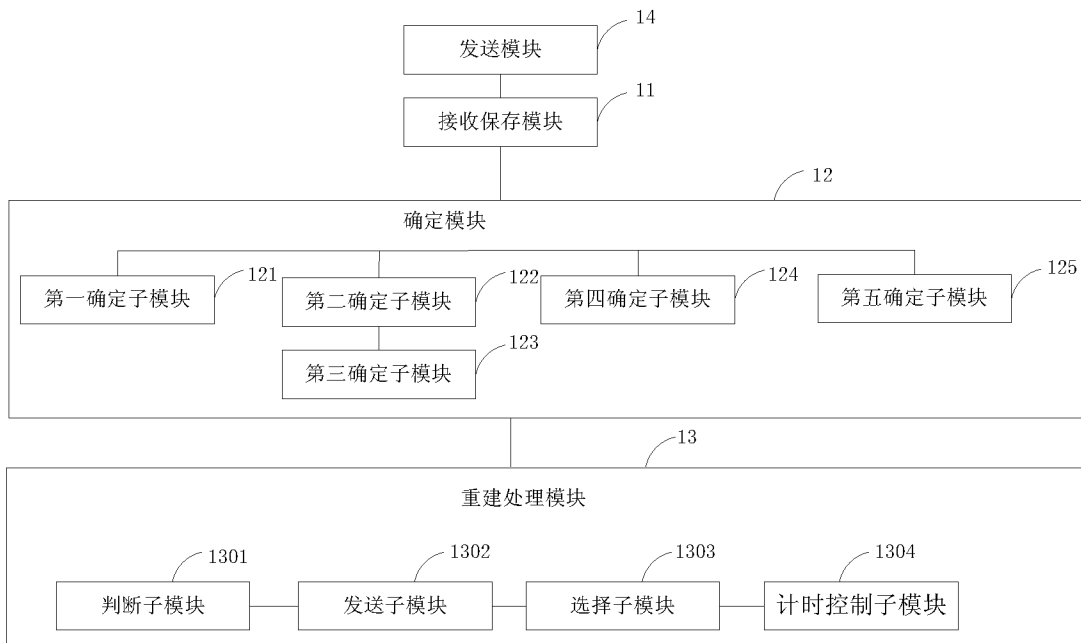 14
发送模块
11
接收保存模块
12
确定模块
121
第一确定子模块
122
第二确定子模块
124
第四确定子模块
125
第五确定子模块
123
第三确定子模块
13
重建处理模块
1301
判断子模块
1302
发送子模块
1303
选择子模块
1304
计时控制子模块